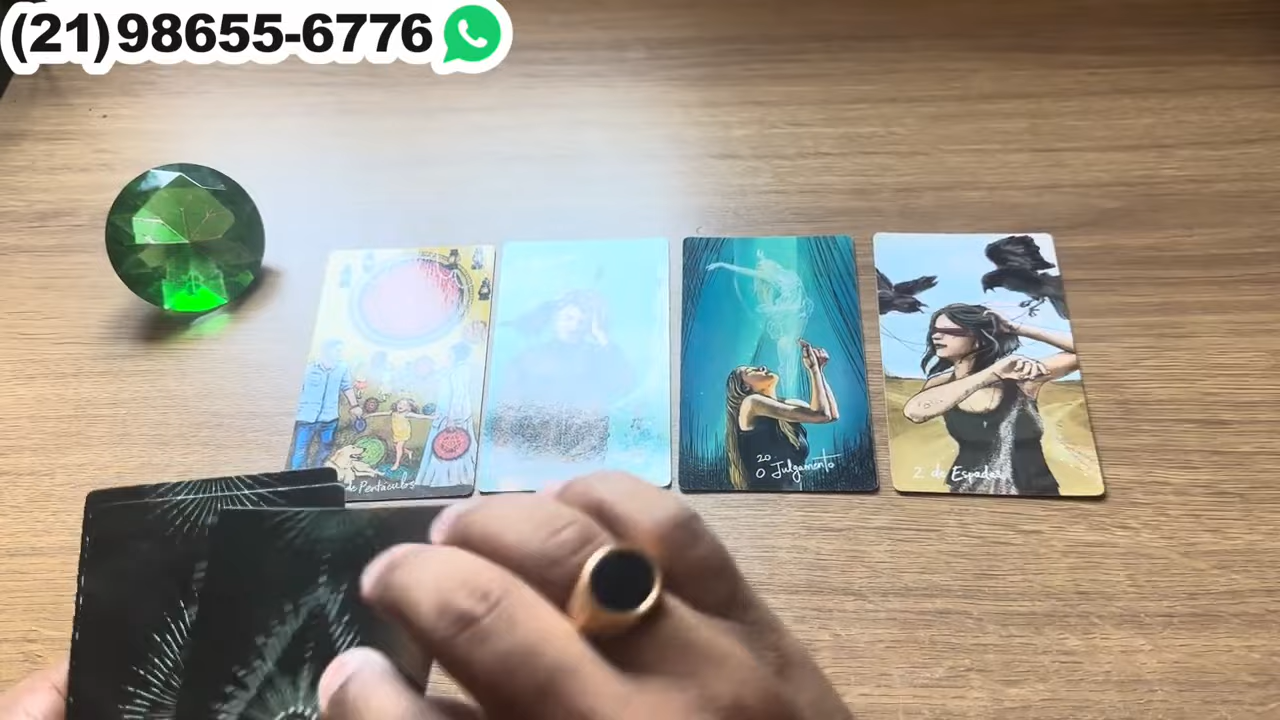 (21)98655-6776
de Pentáculos
20
O Julgamento
2 de Espadas